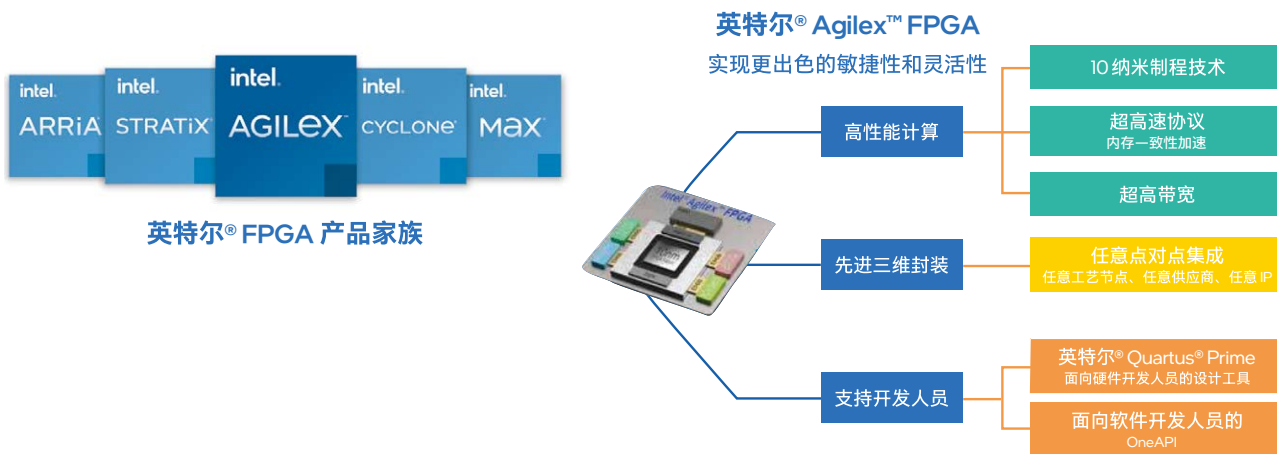 intel.
ARRiA
intel.
STRATiX
intel.
AGILeX™
intel.
CYCLONe®
intel.
MAX
英特尔® FPGA 产品家族
英特尔® Agilex™ FPGA
实现更出色的敏捷性和灵活性
Intel® Agilex™ FPGA
高性能计算
10 纳米制程技术
超高速协议
内存一致性加速
超高带宽
先进三维封装
任意点对点集成
任意工艺节点、任意供应商、任意 IP
支持开发人员
英特尔® Quartus® Prime
面向硬件开发人员的设计工具
面向软件开发人员的
OneAPI